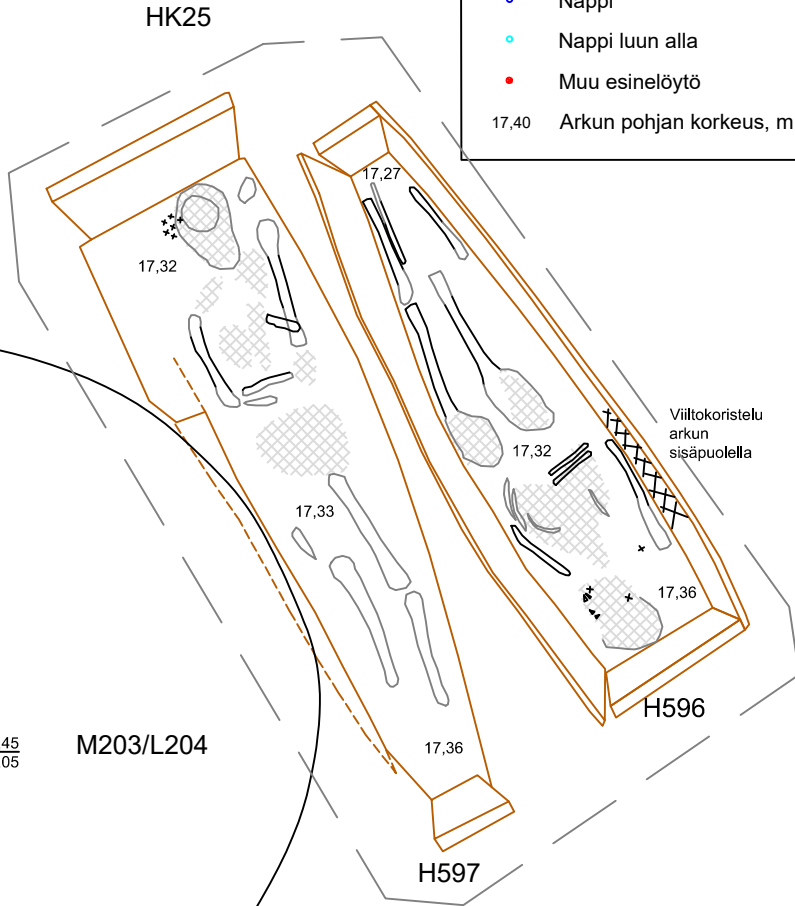 HK25
Nappi
Nappi luun alla
Muu esinelöytö
17,40 Arkun pohjan korkeus, m
17,27
17,32
Viiltokoristelu
arkun
sisäpuolella
17,32
17,33
17,36
H596
45
05
M203/L204
17,36
H597